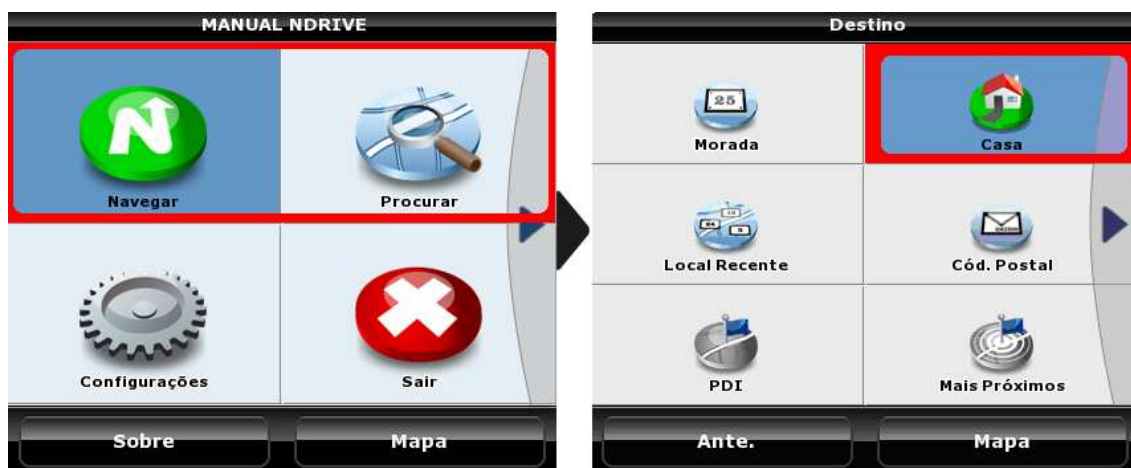 MANUAL NDRIVE
Navegar
Procurar
Configurações
Sair
Sobre
Mapa
Destino
25
Morada
Casa
Local Recente
Cód. Postal
PDI
Mais Próximos
Ante.
Mapa